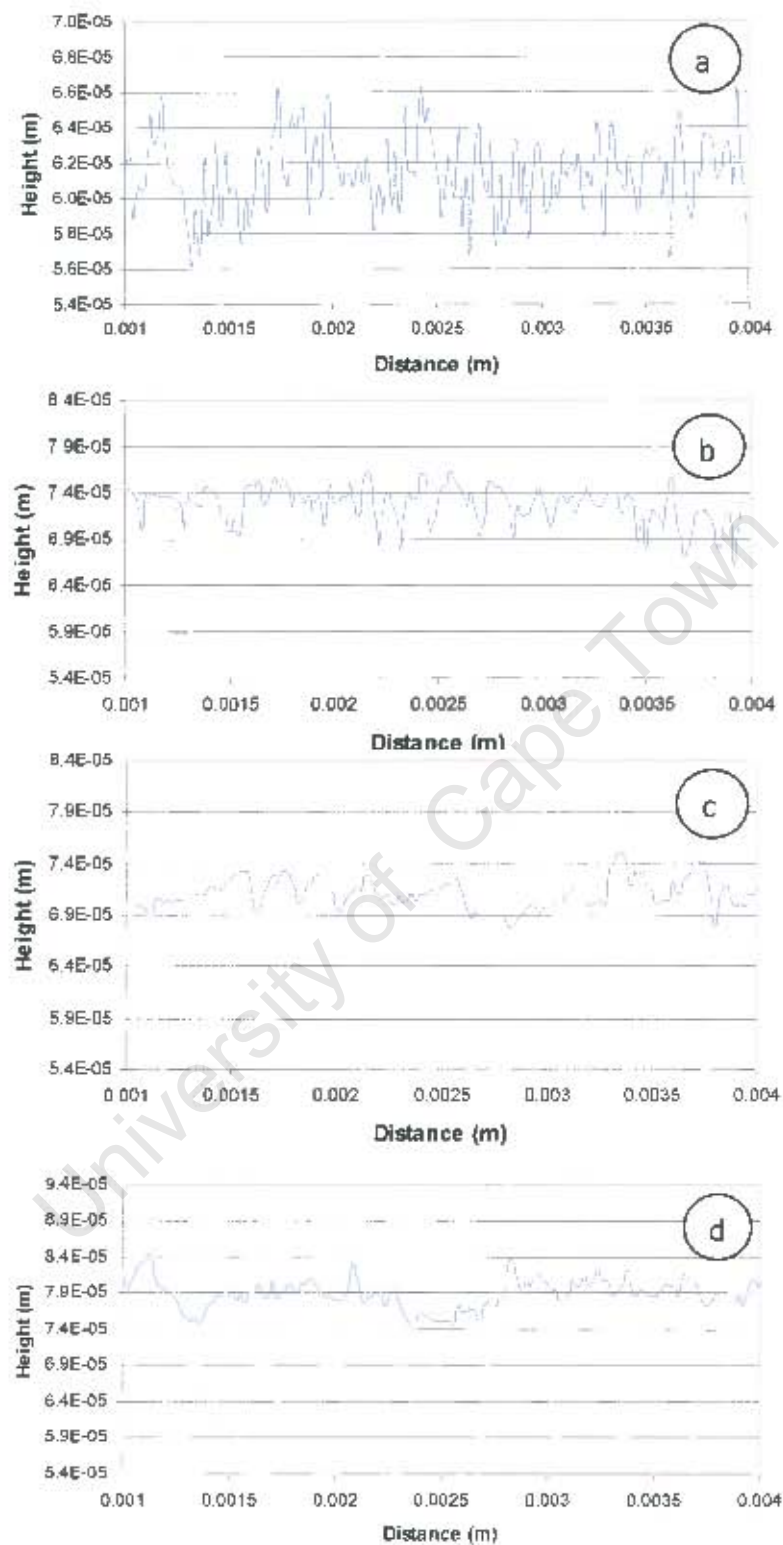 7.0E-05
6.8E-05
6.6E-05
6.4E-05
6.2E-05
6.0E-05
5.8E-05
5.6E-05
5.4E-05
Height (m)
a
0.001 0.0015 0.002 0.0025 0.003 0.0035 0.004
Distance (m)
8.4E-05
7.9E-05
7.4E-05
6.9E-05
6.4E-05
5.9E-05
5.4E-05
Height (m)
b
0.001 0.0015 0.002 0.0025 0.003 0.0035 0.004
Distance (m)
8.4E-05
7.9E-05
7.4E-05
6.9E-05
6.4E-05
5.9E-05
5.4E-05
Height (m)
c
0.001 0.0015 0.002 0.0025 0.003 0.0035 0.004
Distance (m)
9.4E-05
8.9E-05
8.4E-05
7.9E-05
7.4E-05
6.9E-05
6.4E-05
5.9E-05
5.4E-05
Height (m)
d
0.001 0.0015 0.002 0.0025 0.003 0.0035 0.004
Distance (m)
University of Cape Town